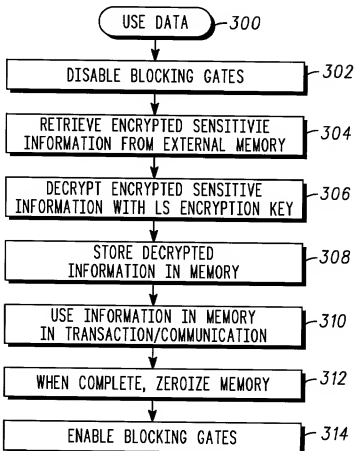 USE DATA
300
DISABLE BLOCKING GATES
302
RETRIEVE ENCRYPTED SENSITIVIE
INFORMATION FROM EXTERNAL MEMORY
304
DECRYPT ENCRYPTED SENSITIVE
INFORMATION WITH LS ENCRYPTION KEY
306
STORE DECRYPTED
INFORMATION IN MEMORY
308
USE INFORMATION IN MEMORY
IN TRANSACTION/COMMUNICATION
310
WHEN COMPLETE, ZEROIZE MEMORY
312
ENABLE BLOCKING GATES
314